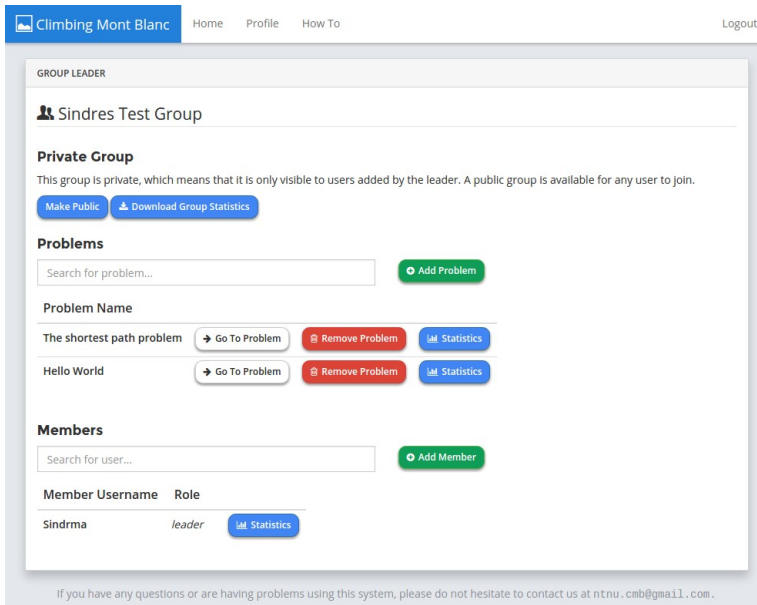 Climbing Mont Blanc Home Profile How To Logout
GROUP LEADER
Sindres Test Group
Private Group
This group is private, which means that it is only visible to users added by the leader. A public group is available for any user to join.
Make Public Download Group Statistics
Problems
Search for problem... Add Problem
Problem Name
The shortest path problem Go To Problem Remove Problem Statistics
Hello World Go To Problem Remove Problem Statistics
Members
Search for user... Add Member
Member Username Role
Sindrma leader Statistics
If you have any questions or are having problems using this system, please do not hesitate to contact us at ntnu.cmb@gmail.com.